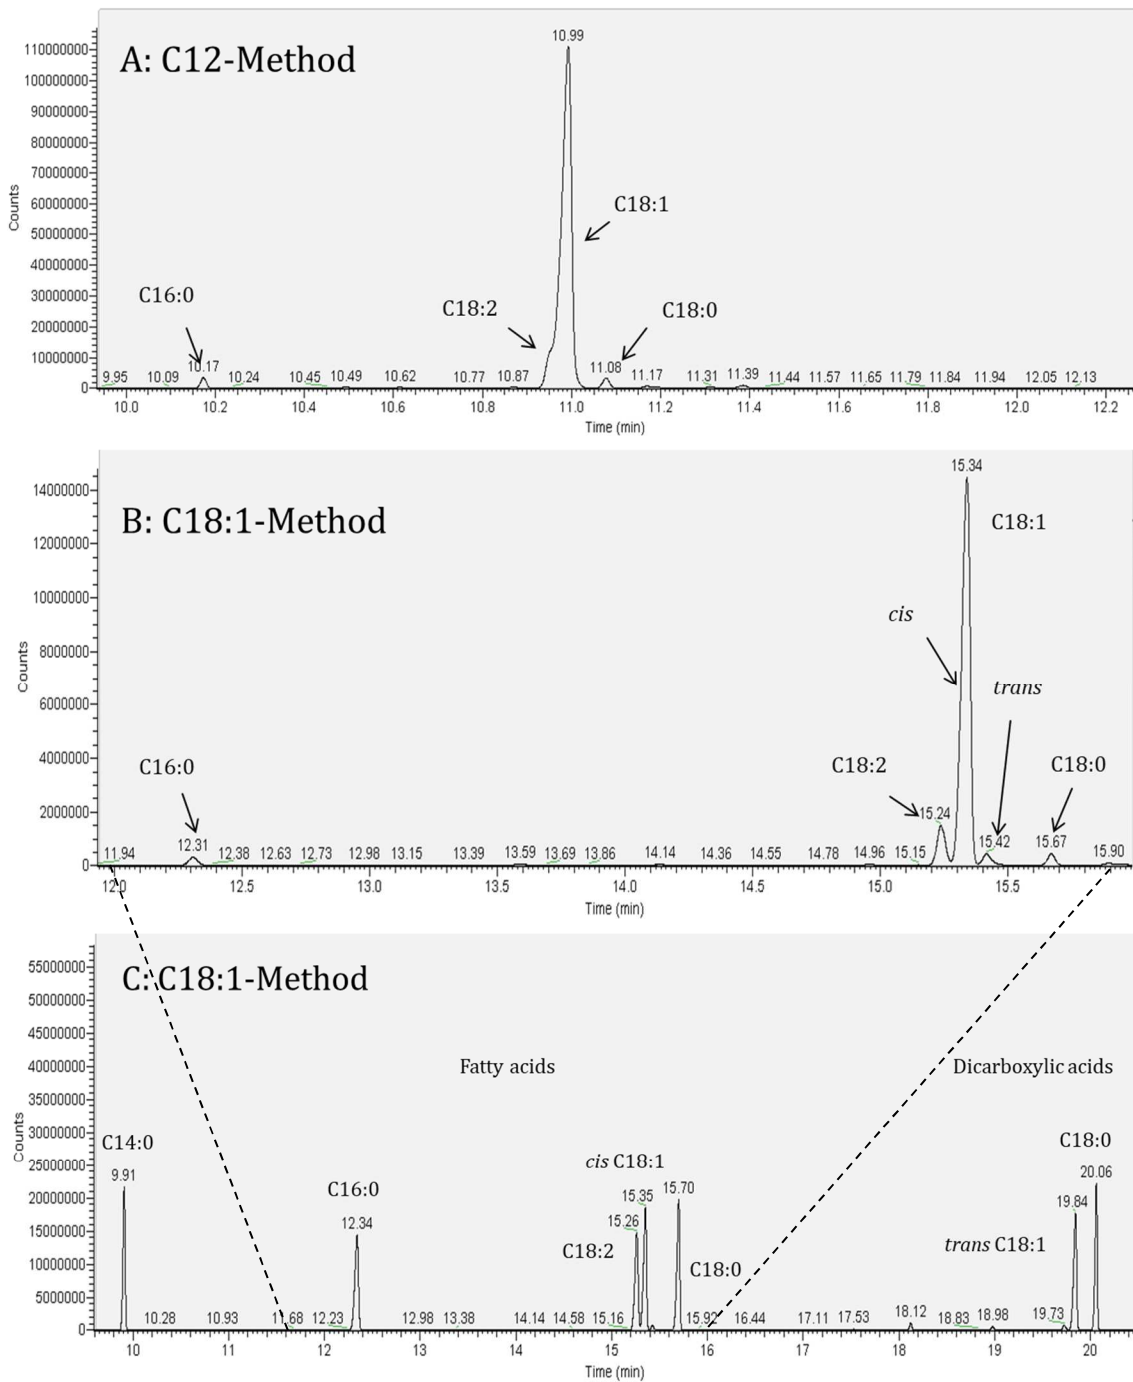 A: C12-Method
110000000
100000000
90000000
80000000
70000000
60000000
50000000
40000000
30000000
20000000
10000000
0
Counts
10.99
C18:1
C16:0
C18:2
C18:0
9.95 10.09 10.17 10.24 10.45 10.49 10.62 10.77 10.87 11.08 11.17 11.31 11.39 11.44 11.57 11.65 11.79 11.84 11.94 12.05 12.13
10.0 10.2 10.4 10.6 10.8 11.0 11.2 11.4 11.6 11.8 12.0 12.2
Time (min)
B: C18:1-Method
14000000
12000000
10000000
8000000
6000000
4000000
2000000
0
Counts
15.34
C18:1
cis
trans
C16:0
C18:2
C18:0
11.94 12.31 12.38 12.63 12.73 12.98 13.15 13.39 13.59 13.69 13.86 14.14 14.36 14.55 14.78 14.96 15.15 15.24 15.42 15.67 15.90
12.0 12.5 13.0 13.5 14.0 14.5 15.0 15.5
Time (min)
C: C18:1-Method
55000000
50000000
45000000
40000000
35000000
30000000
25000000
20000000
15000000
10000000
5000000
0
Counts
Fatty acids
Dicarboxylic acids
C14:0
9.91
C16:0
12.34
cis C18:1
15.35
15.26
15.70
C18:2
C18:0
C18:0
20.06
19.84
trans C18:1
10.28 10.93 11.68 12.23 12.98 13.38 14.14 14.58 15.16 15.92 16.44 17.11 17.53 18.12 18.83 18.98 19.73
10 11 12 13 14 15 16 17 18 19 20
Time (min)